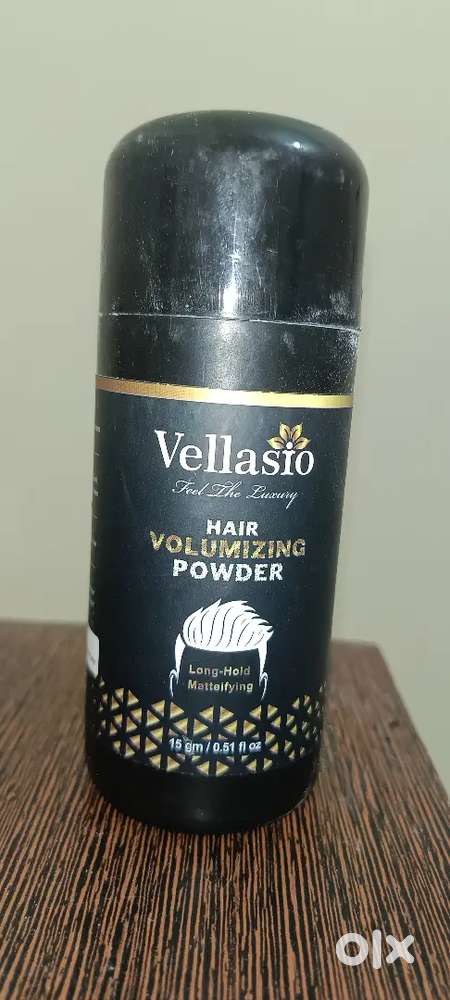 Vellasio
Feel The Luxury
HAIR
VOLUMIZING
POWDER
Long-Hold
Matteifying
15 gm / 0.51 fl oz
olx